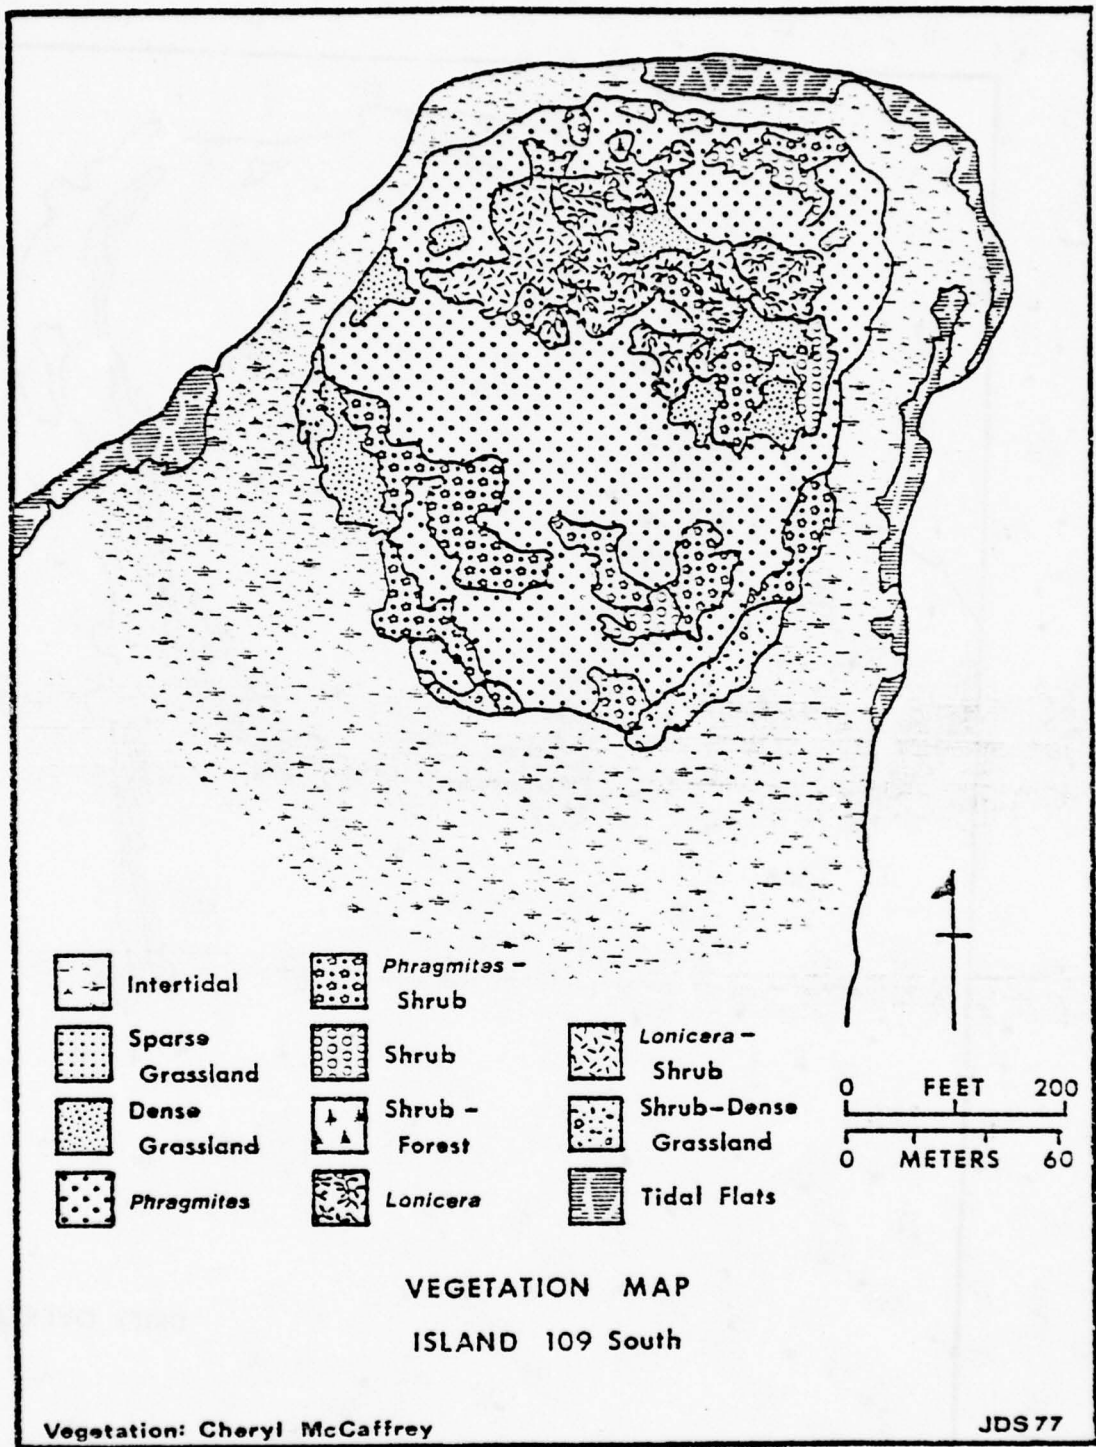 Intertidal
Sparse
Grassland
Dense
Grassland
Phragmites
Phragmites –
Shrub
Shrub
Shrub –
Forest
Lonicera
Lonicera –
Shrub
Shrub–Dense
Grassland
Tidal Flats
0 FEET 200
0 METERS 60
VEGETATION MAP
ISLAND 109 South
Vegetation: Cheryl McCaffrey
JDS 77